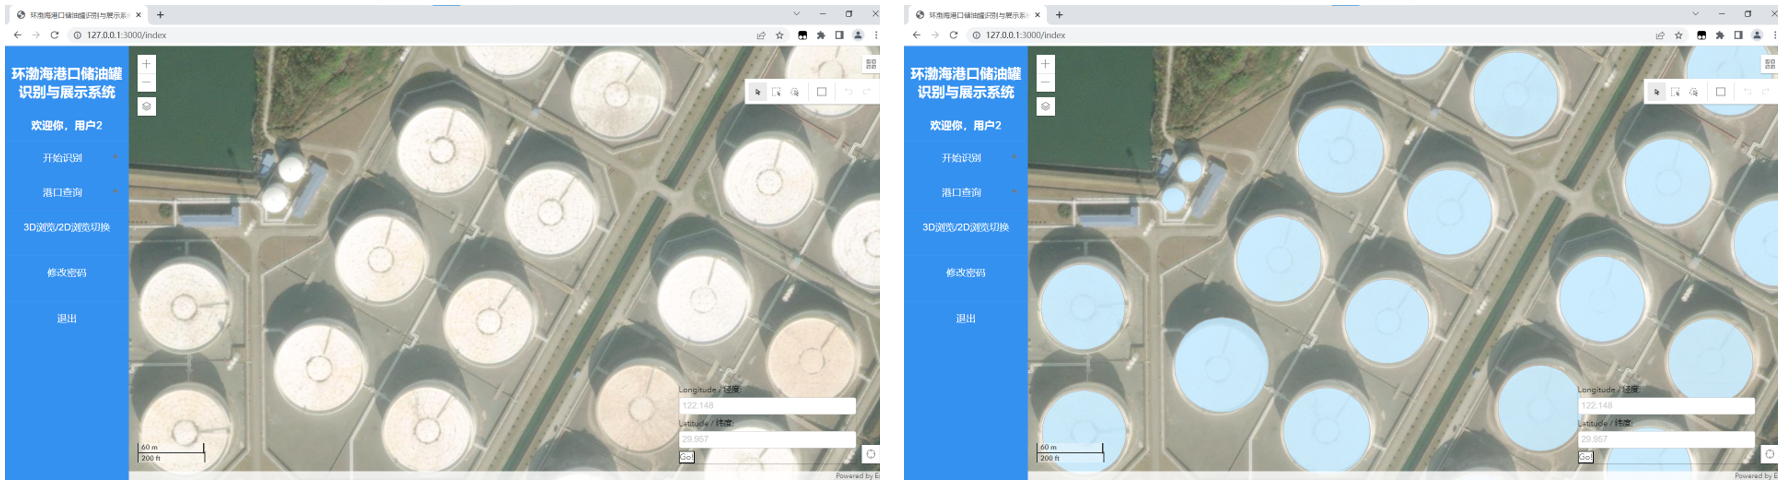 环渤海港口储油罐识别与展示系统
127.0.0.1:3000/index
环渤海港口储油罐
识别与展示系统
欢迎你，用户2
开始识别
港口查询
3D浏览/2D浏览切换
修改密码
退出
60 m
200 ft
Longitude / 经度:
122.148
Latitude / 纬度:
29.957
Go!
Powered by E
环渤海港口储油罐识别与展示系统
127.0.0.1:3000/index
环渤海港口储油罐
识别与展示系统
欢迎你，用户2
开始识别
港口查询
3D浏览/2D浏览切换
修改密码
退出
60 m
200 ft
Longitude / 经度:
122.148
Latitude / 纬度:
29.957
Go!
Powered by E